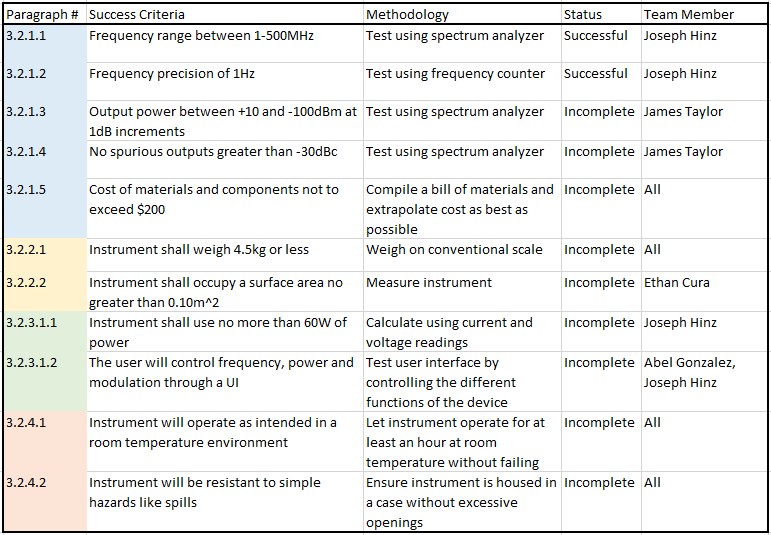 Paragraph # Success Criteria Methodology Status Team Member
3.2.1.1 Frequency range between 1-500MHz Test using spectrum analyzer Successful Joseph Hinz
3.2.1.2 Frequency precision of 1Hz Test using frequency counter Successful Joseph Hinz
3.2.1.3 Output power between +10 and -100dBm at Test using spectrum analyzer Incomplete James Taylor
1dB increments
3.2.1.4 No spurious outputs greater than -30dBc Test using spectrum analyzer Incomplete James Taylor
3.2.1.5 Cost of materials and components not to Compile a bill of materials and Incomplete All
exceed $200 extrapolate cost as best as
possible
3.2.2.1 Instrument shall weigh 4.5kg or less Weigh on conventional scale Incomplete All
3.2.2.2 Instrument shall occupy a surface area no Measure instrument Incomplete Ethan Cura
greater than 0.10m^2
3.2.3.1.1 Instrument shall use no more than 60W of Calculate using current and Incomplete Joseph Hinz
power voltage readings
3.2.3.1.2 The user will control frequency, power and Test user interface by Incomplete Abel Gonzalez,
modulation through a UI controlling the different Joseph Hinz
functions of the device
3.2.4.1 Instrument will operate as intended in a Let instrument operate for at Incomplete All
room temperature environment least an hour at room
temperature without failing
3.2.4.2 Instrument will be resistant to simple Ensure instrument is housed in Incomplete All
hazards like spills a case without excessive
openings